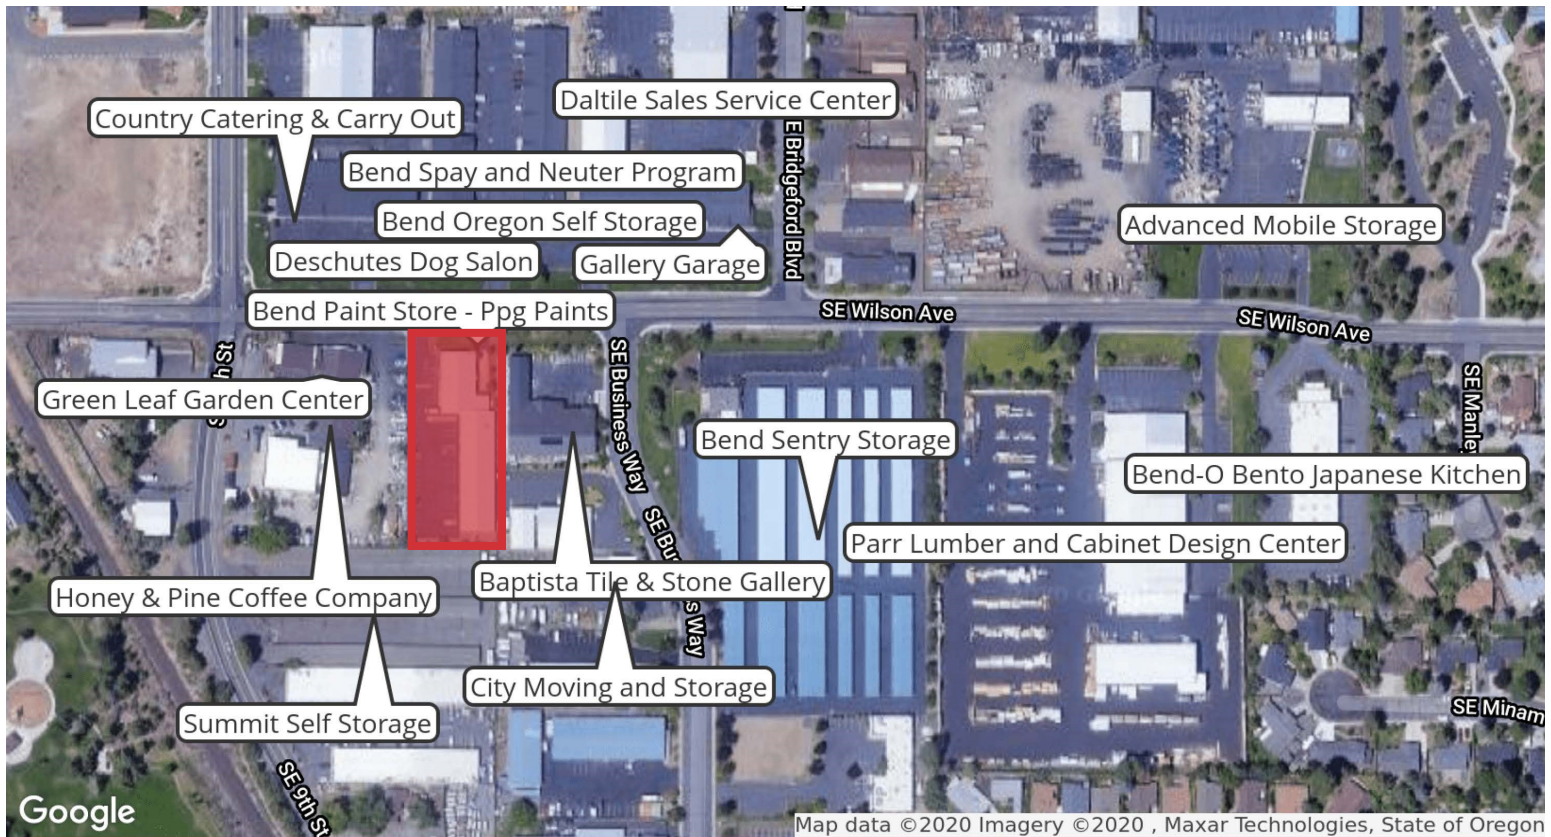 Daltile Sales Service Center
Country Catering & Carry Out
Bend Spay and Neuter Program
E Bridgeford Blvd
Bend Oregon Self Storage
Advanced Mobile Storage
Deschutes Dog Salon
Gallery Garage
Bend Paint Store - Ppg Paints
SE Wilson Ave
SE Wilson Ave
Green Leaf Garden Center
SE Business Way
SE Manley
Bend Sentry Storage
Bend-O Bento Japanese Kitchen
Parr Lumber and Cabinet Design Center
Baptista Tile & Stone Gallery
Honey & Pine Coffee Company
City Moving and Storage
Summit Self Storage
SE Minam
SE 9th St
Google
Map data ©2020 Imagery ©2020 , Maxar Technologies, State of Oregon